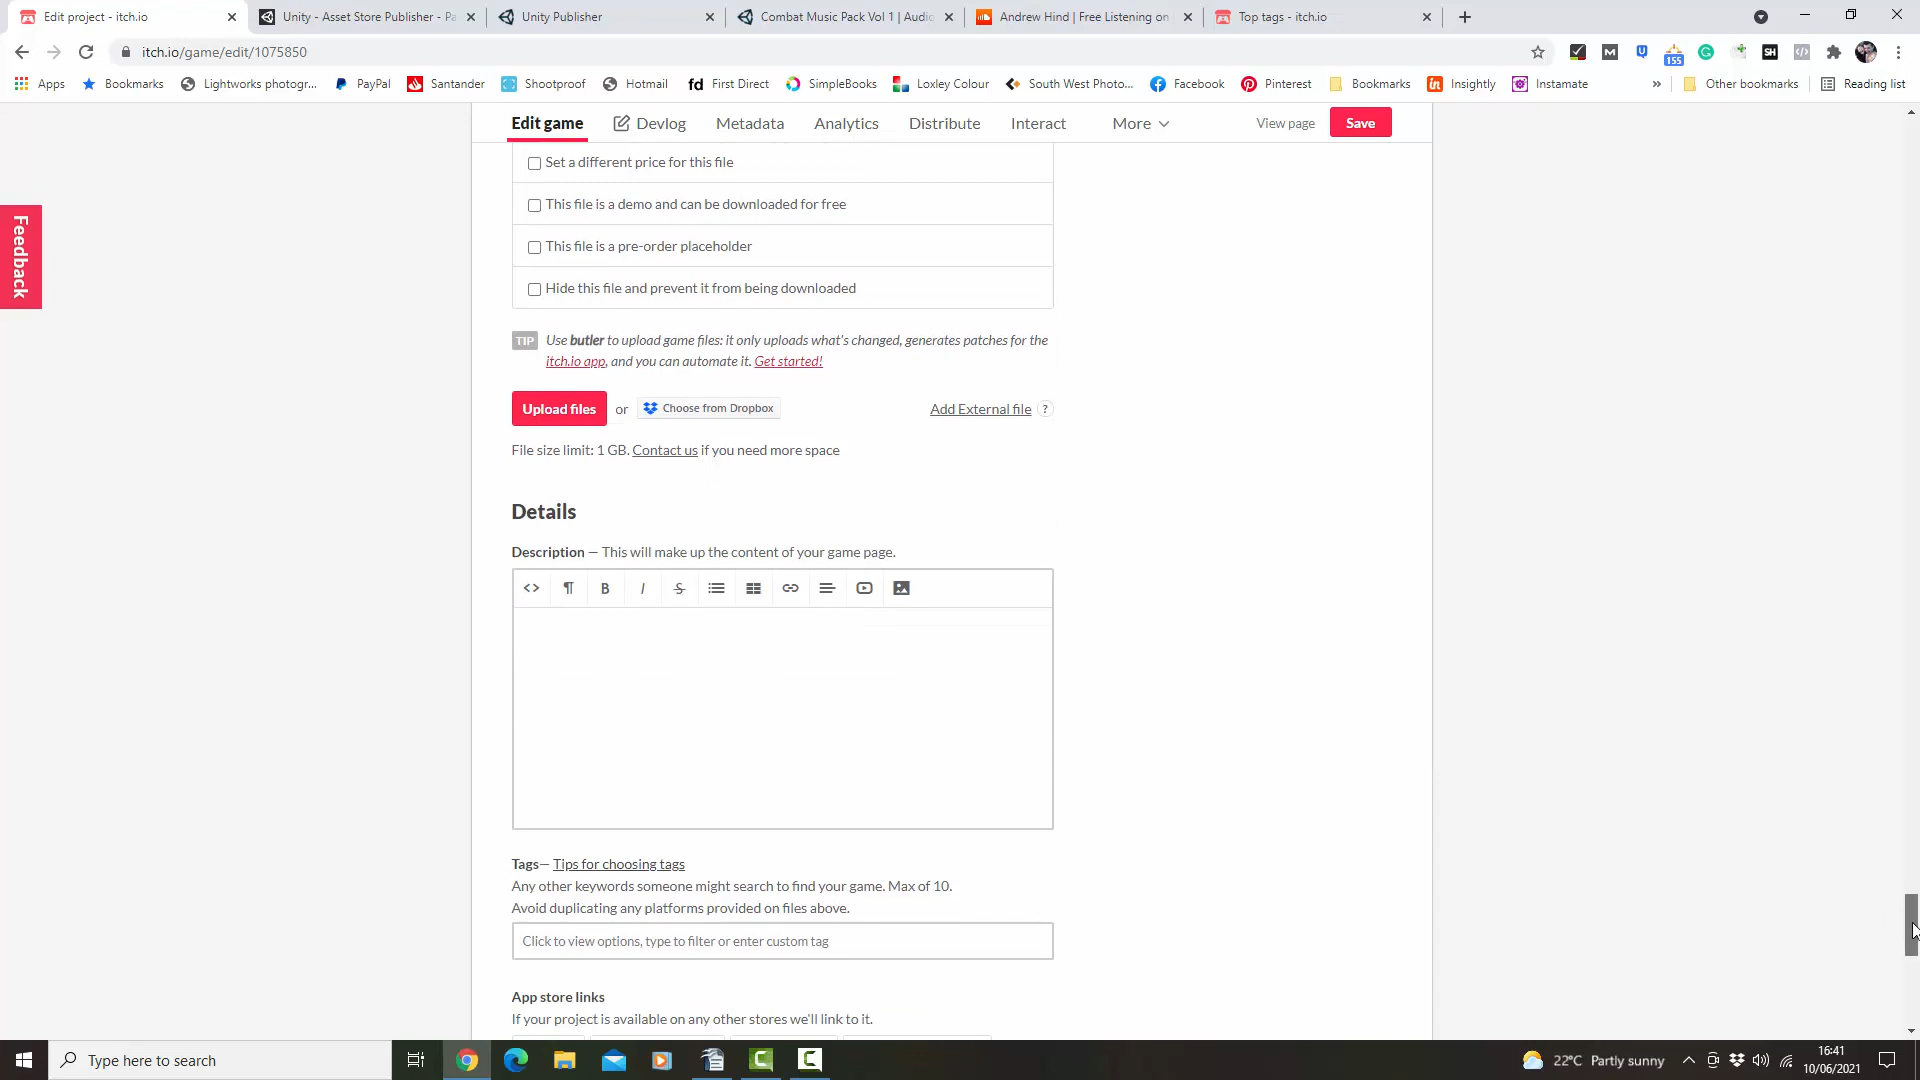 Edit project - itch.io
Unity - Asset Store Publisher - Pa
Unity Publisher
Combat Music Pack Vol 1 | Audio
Andrew Hind | Free Listening on
Top tags - itch.io
itch.io/game/edit/1075850
155
SH
Apps
Bookmarks
Lightworks photogr...
PayPal
Santander
Shootproof
Hotmail
fd First Direct
SimpleBooks
Loxley Colour
South West Photo...
Facebook
Pinterest
Bookmarks
Insightly
Instamate
»
Other bookmarks
Reading list
Edit game
Devlog
Metadata
Analytics
Distribute
Interact
More
View page
Save
Feedback
Set a different price for this file
This file is a demo and can be downloaded for free
This file is a pre-order placeholder
Hide this file and prevent it from being downloaded
TIP Use butler to upload game files: it only uploads what's changed, generates patches for the
itch.io app, and you can automate it. Get started!
Upload files or Choose from Dropbox
Add External file ?
File size limit: 1 GB. Contact us if you need more space
Details
Description — This will make up the content of your game page.
Tags— Tips for choosing tags
Any other keywords someone might search to find your game. Max of 10.
Avoid duplicating any platforms provided on files above.
Click to view options, type to filter or enter custom tag
App store links
If your project is available on any other stores we'll link to it.
Type here to search
22°C Partly sunny
16:41
10/06/2021